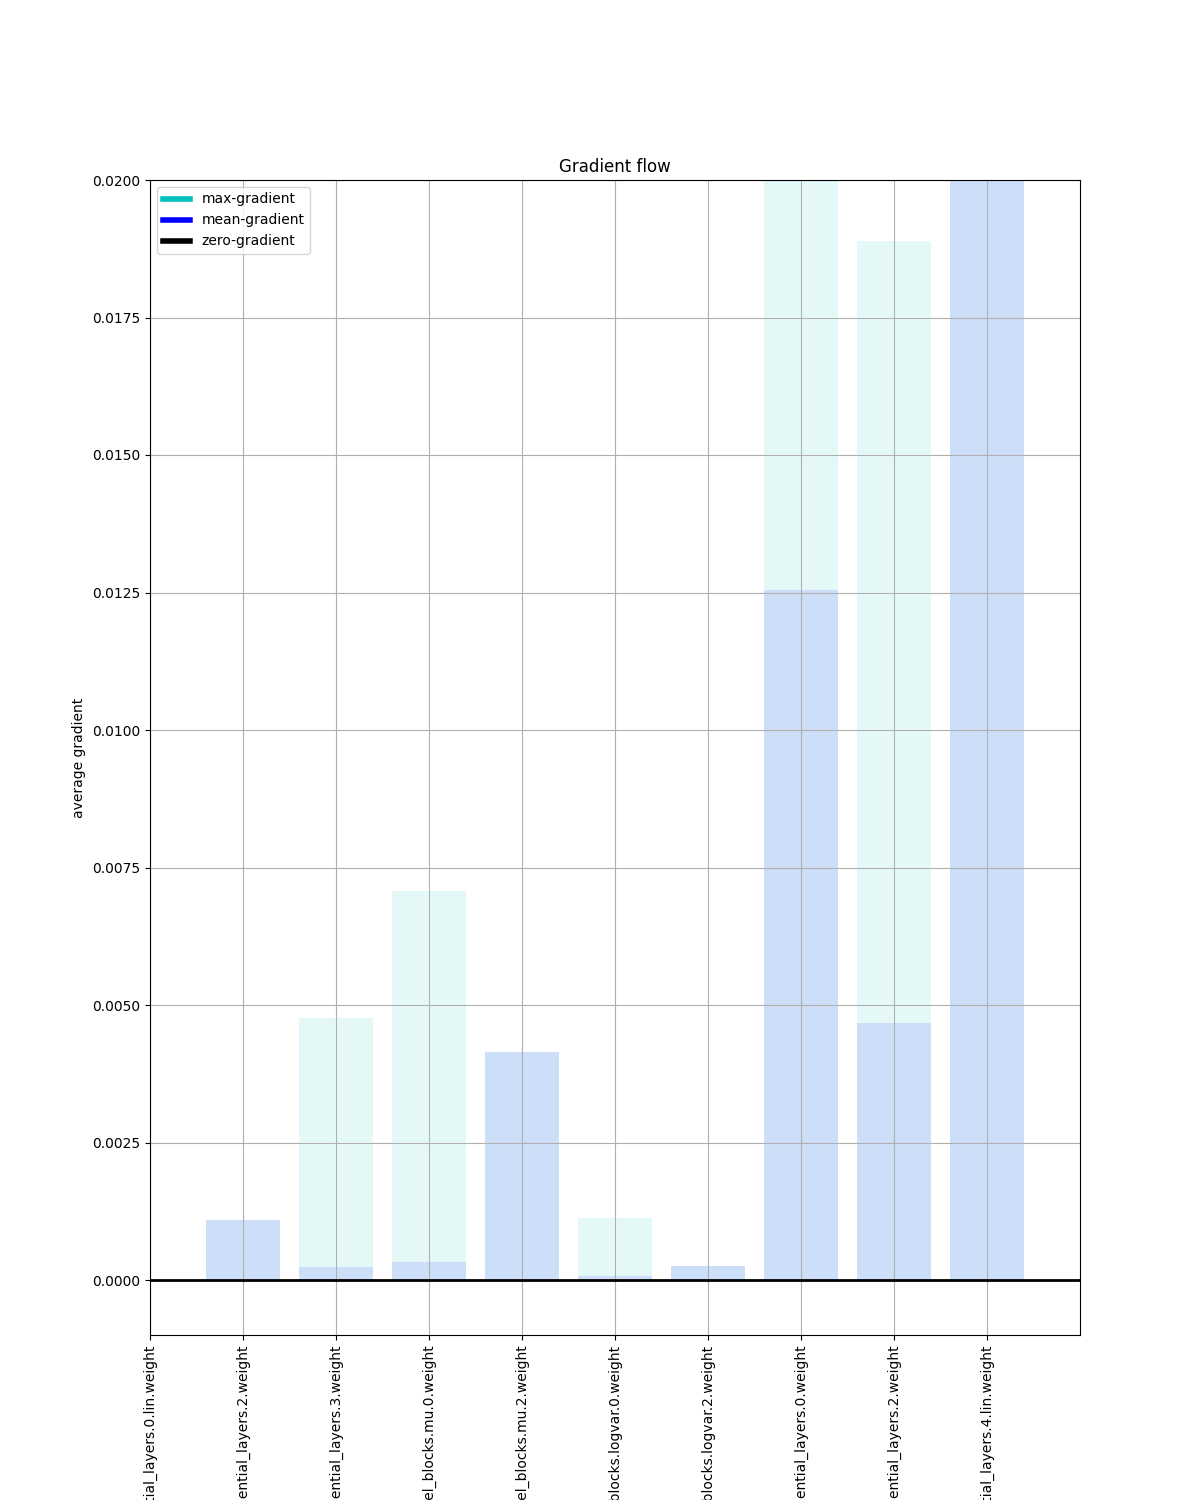 Gradient flow
max-gradient
mean-gradient
zero-gradient
0.0200
0.0175
0.0150
0.0125
0.0100
0.0075
0.0050
0.0025
0.0000
average gradient
tial_layers.0.lin.weight
ential_layers.2.weight
ential_layers.3.weight
el_blocks.mu.0.weight
el_blocks.mu.2.weight
blocks.logvar.0.weight
blocks.logvar.2.weight
ential_layers.0.weight
ential_layers.2.weight
tial_layers.4.lin.weight